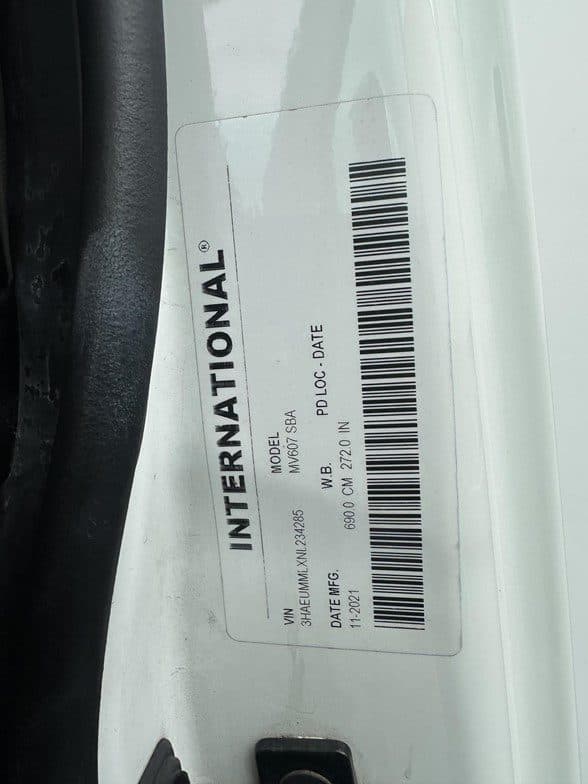 INTERNATIONAL®
VIN MODEL
3HAEUMMLXNL234285 MV607 SBA
DATE MFG. W.B. PD LOC - DATE
11-2021 690.0 CM 272.0 IN